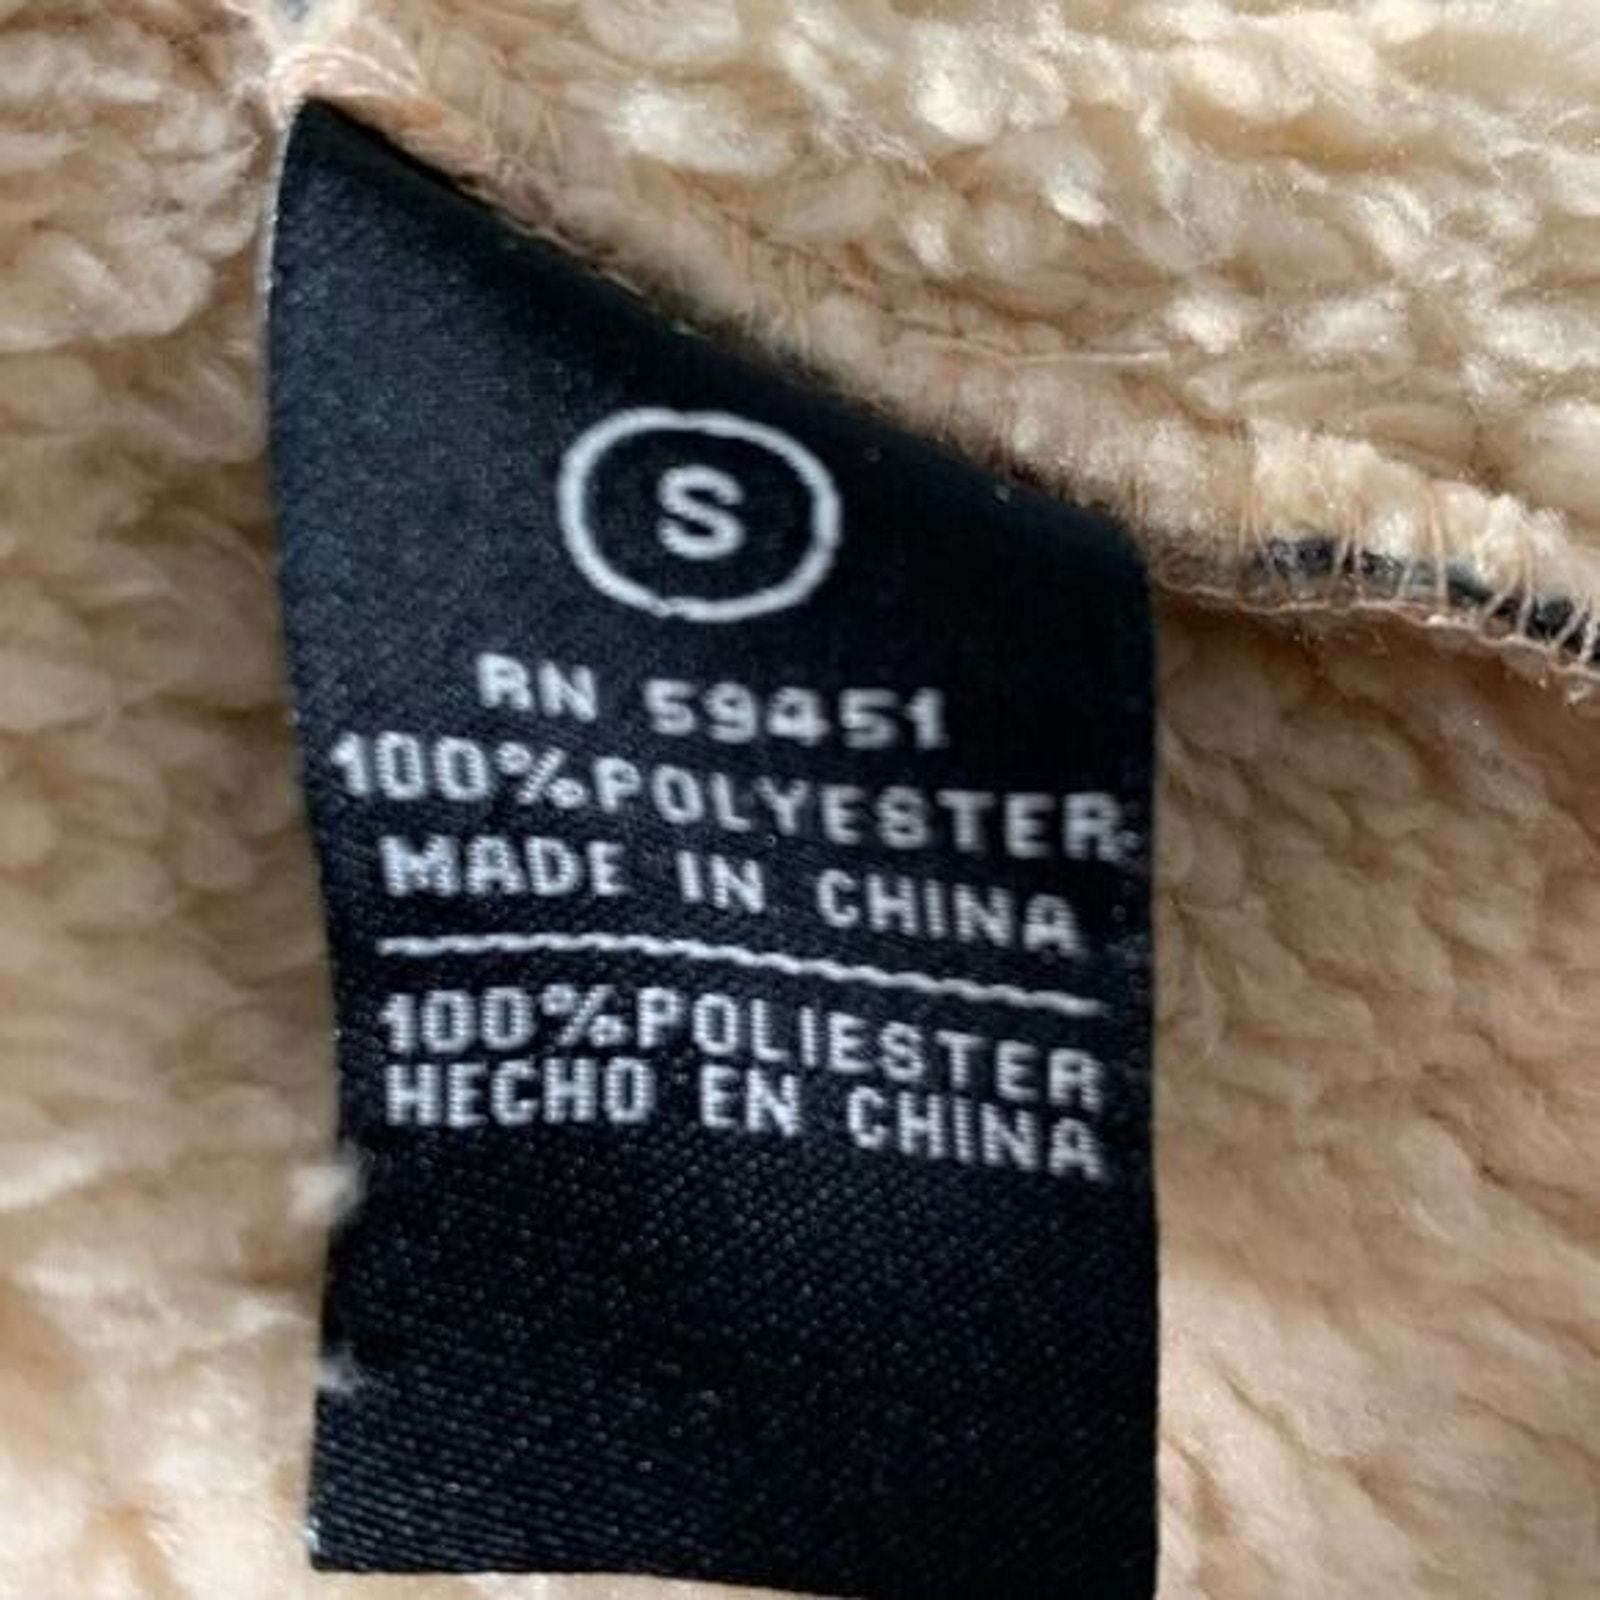 S
RN 59451
100%POLYESTER
MADE IN CHINA
100%POLIESTER
HECHO EN CHINA